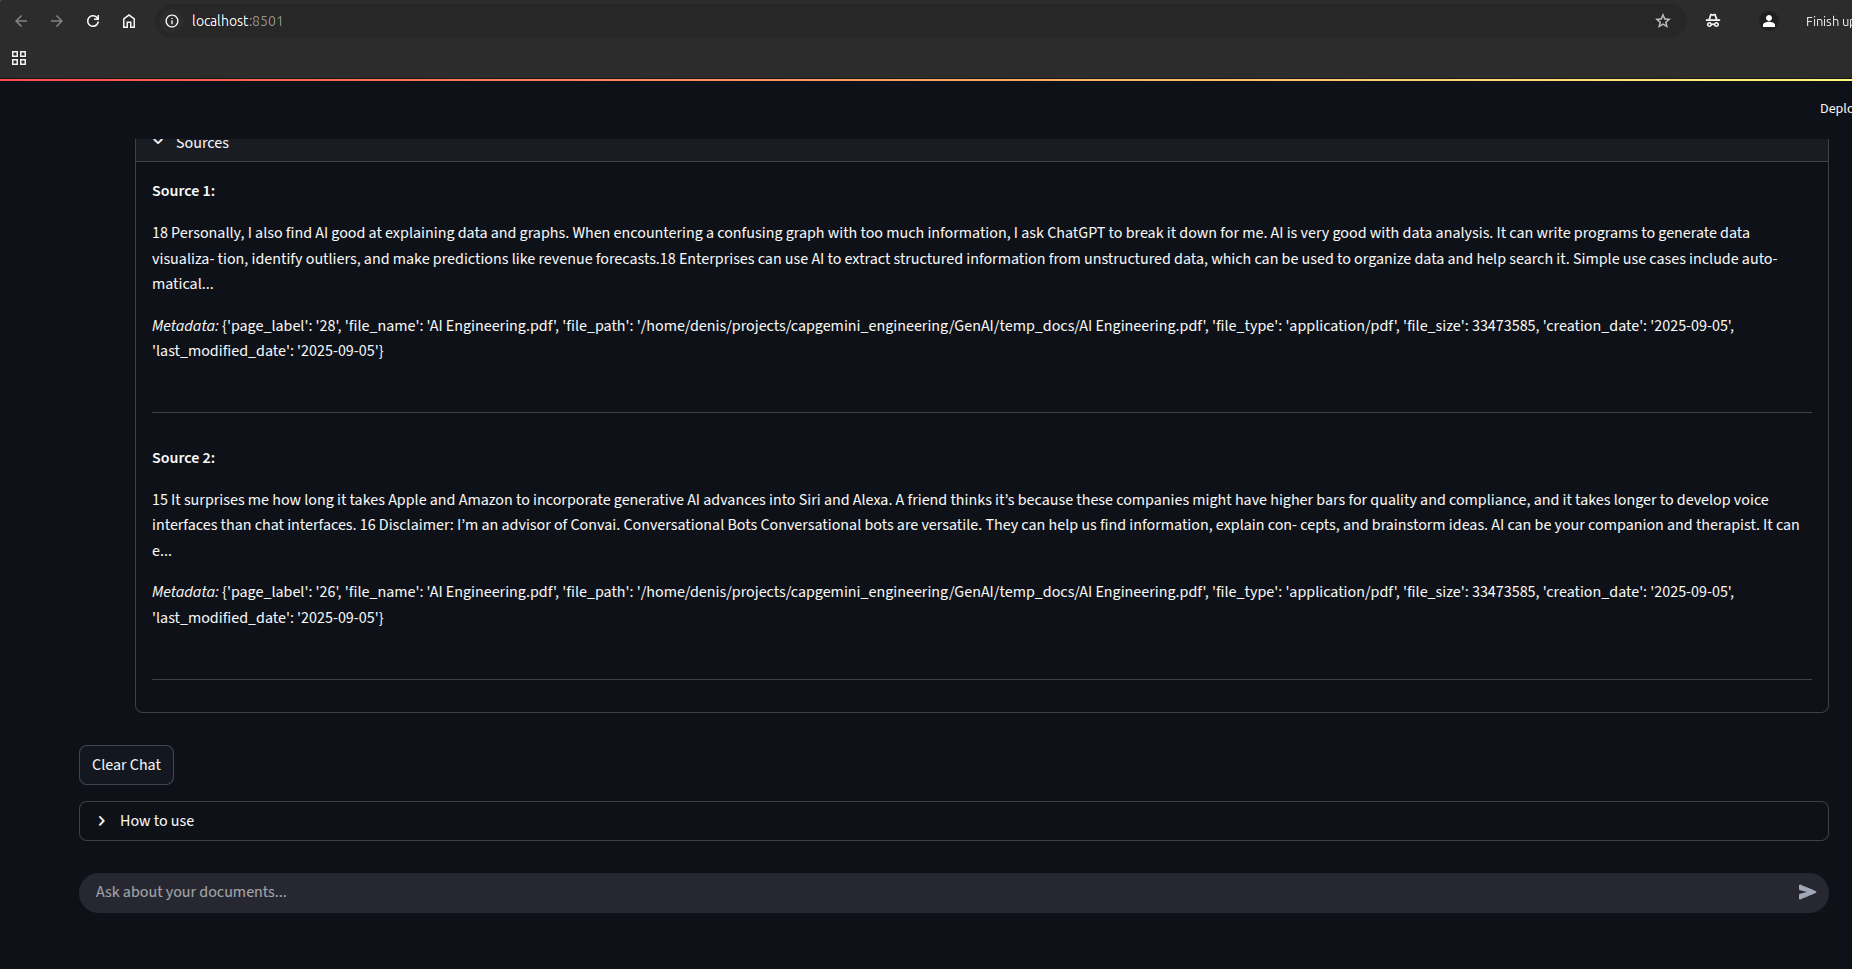 localhost:8501
Finish up
Deplo
Sources
Source 1:
18 Personally, I also find AI good at explaining data and graphs. When encountering a confusing graph with too much information, I ask ChatGPT to break it down for me. AI is very good with data analysis. It can write programs to generate data
visualiza- tion, identify outliers, and make predictions like revenue forecasts.18 Enterprises can use AI to extract structured information from unstructured data, which can be used to organize data and help search it. Simple use cases include auto-
matical...
Metadata: {'page_label': '28', 'file_name': 'AI Engineering.pdf', 'file_path': '/home/denis/projects/capgemini_engineering/GenAI/temp_docs/AI Engineering.pdf', 'file_type': 'application/pdf', 'file_size': 33473585, 'creation_date': '2025-09-05',
'last_modified_date': '2025-09-05'}
Source 2:
15 It surprises me how long it takes Apple and Amazon to incorporate generative AI advances into Siri and Alexa. A friend thinks it’s because these companies might have higher bars for quality and compliance, and it takes longer to develop voice
interfaces than chat interfaces. 16 Disclaimer: I’m an advisor of Convai. Conversational Bots Conversational bots are versatile. They can help us find information, explain con- cepts, and brainstorm ideas. AI can be your companion and therapist. It can
e...
Metadata: {'page_label': '26', 'file_name': 'AI Engineering.pdf', 'file_path': '/home/denis/projects/capgemini_engineering/GenAI/temp_docs/AI Engineering.pdf', 'file_type': 'application/pdf', 'file_size': 33473585, 'creation_date': '2025-09-05',
'last_modified_date': '2025-09-05'}
Clear Chat
How to use
Ask about your documents...